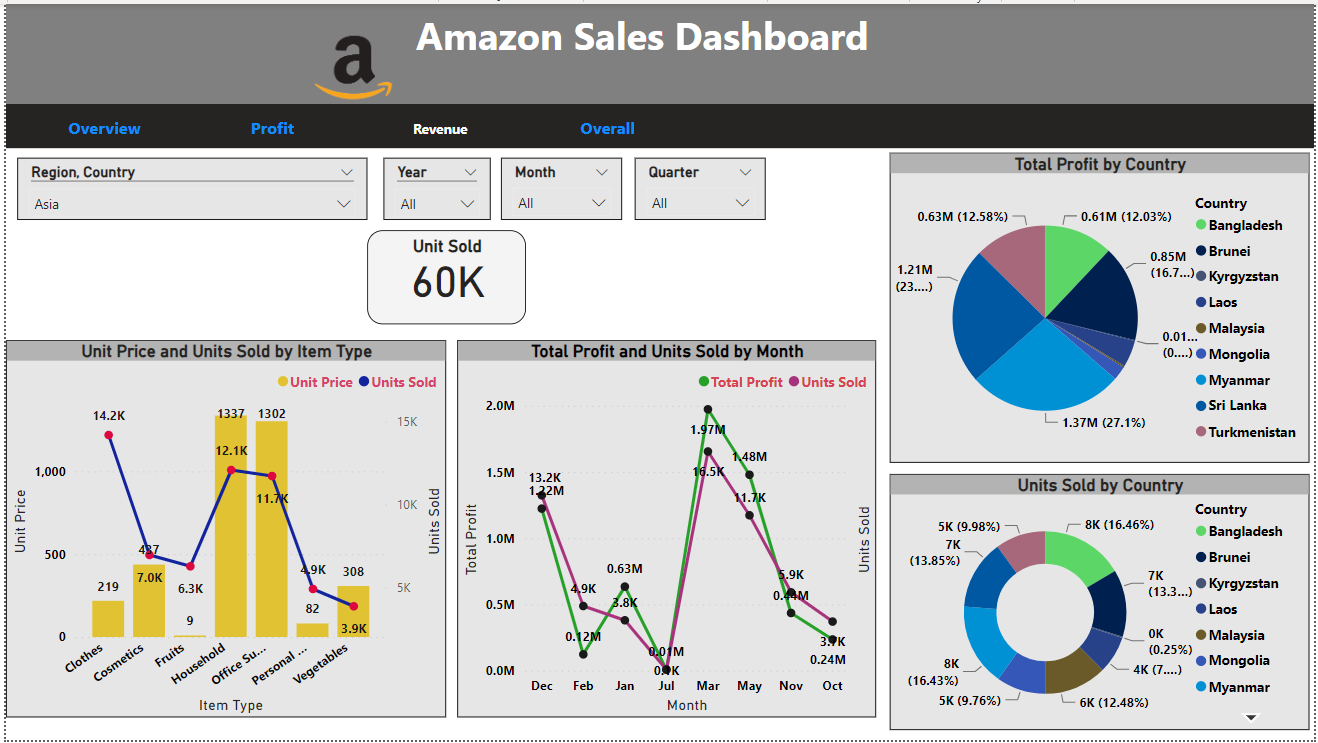 Amazon Sales Dashboard
a
Overview
Profit
Revenue
Overall
Region, Country
Asia
Year
All
Month
All
Quarter
All
Unit Sold
60K
Unit Price and Units Sold by Item Type
Unit Price Units Sold
Unit Price
1,000
500
0
14.2K
1337
1302
12.1K
11.7K
437
7.0K
219
6.3K
9
4.9K
82
308
3.9K
15K
10K
5K
Units Sold
Clothes
Cosmetics
Fruits
Household
Office Su...
Personal ...
Vegetables
Item Type
Total Profit and Units Sold by Month
Total Profit Units Sold
Total Profit
2.0M
1.5M
1.0M
0.5M
0.0M
13.2K
1.22M
4.9K
0.12M
0.63M
3.8K
0.01M
1.97M
16.5K
1.48M
11.7K
5.9K
0.44M
3.7K
0.24M
Units Sold
Dec Feb Jan Jul Mar May Nov Oct
Month
Total Profit by Country
0.63M (12.58%)
0.61M (12.03%)
0.85M
(16.7...)
0.01...
(0....)
1.37M (27.1%)
1.21M
(23....)
Country
Bangladesh
Brunei
Kyrgyzstan
Laos
Malaysia
Mongolia
Myanmar
Sri Lanka
Turkmenistan
Units Sold by Country
5K (9.98%)
8K (16.46%)
7K
(13.85%)
7K
(13.3...)
0K
(0.25%)
4K (7....)
6K (12.48%)
5K (9.76%)
8K
(16.43%)
Country
Bangladesh
Brunei
Kyrgyzstan
Laos
Malaysia
Mongolia
Myanmar